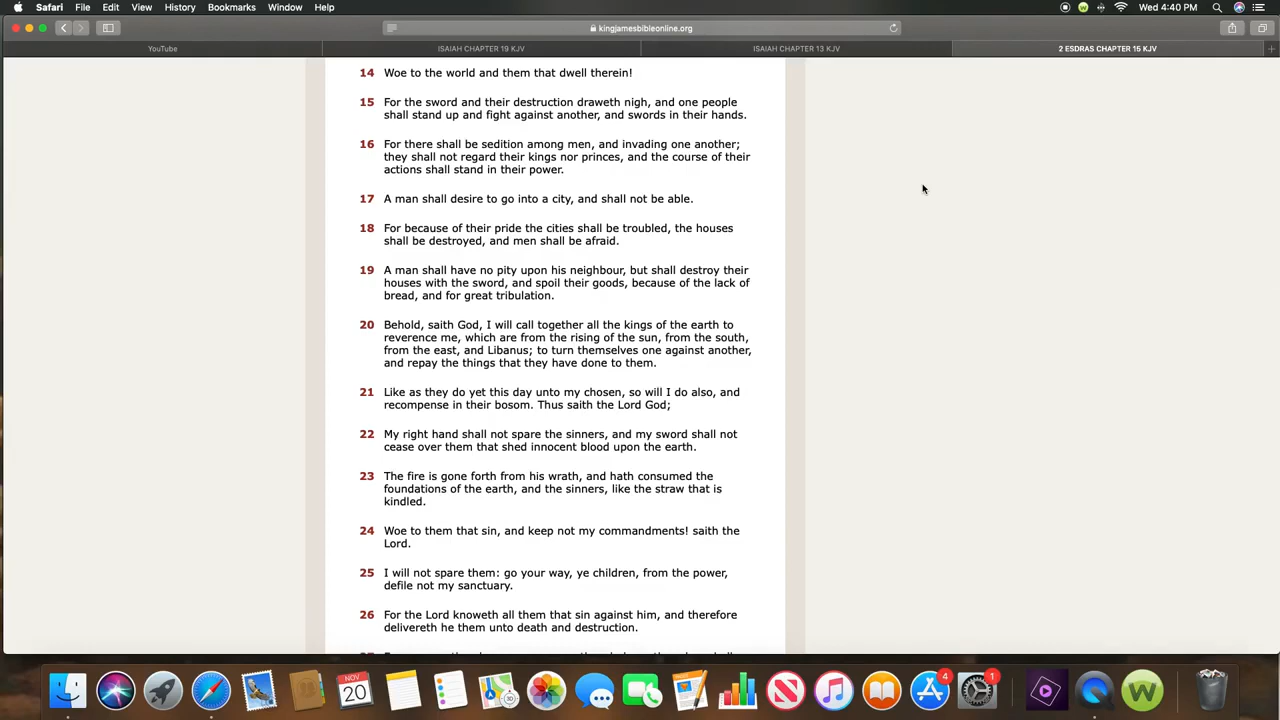 Safari File Edit View History Bookmarks Window Help Wed 4:40 PM
kingjamesbibleonline.org
YouTube ISAIAH CHAPTER 19 KJV ISAIAH CHAPTER 13 KJV 2 ESDRAS CHAPTER 15 KJV
14 Woe to the world and them that dwell therein!
15 For the sword and their destruction draweth nigh, and one people
shall stand up and fight against another, and swords in their hands.
16 For there shall be sedition among men, and invading one another;
they shall not regard their kings nor princes, and the course of their
actions shall stand in their power.
17 A man shall desire to go into a city, and shall not be able.
18 For because of their pride the cities shall be troubled, the houses
shall be destroyed, and men shall be afraid.
19 A man shall have no pity upon his neighbour, but shall destroy their
houses with the sword, and spoil their goods, because of the lack of
bread, and for great tribulation.
20 Behold, saith God, I will call together all the kings of the earth to
reverence me, which are from the rising of the sun, from the south,
from the east, and Libanus; to turn themselves one against another,
and repay the things that they have done to them.
21 Like as they do yet this day unto my chosen, so will I do also, and
recompense in their bosom. Thus saith the Lord God;
22 My right hand shall not spare the sinners, and my sword shall not
cease over them that shed innocent blood upon the earth.
23 The fire is gone forth from his wrath, and hath consumed the
foundations of the earth, and the sinners, like the straw that is
kindled.
24 Woe to them that sin, and keep not my commandments! saith the
Lord.
25 I will not spare them: go your way, ye children, from the power,
defile not my sanctuary.
26 For the Lord knoweth all them that sin against him, and therefore
delivereth he them unto death and destruction.
NOV
20
4
1